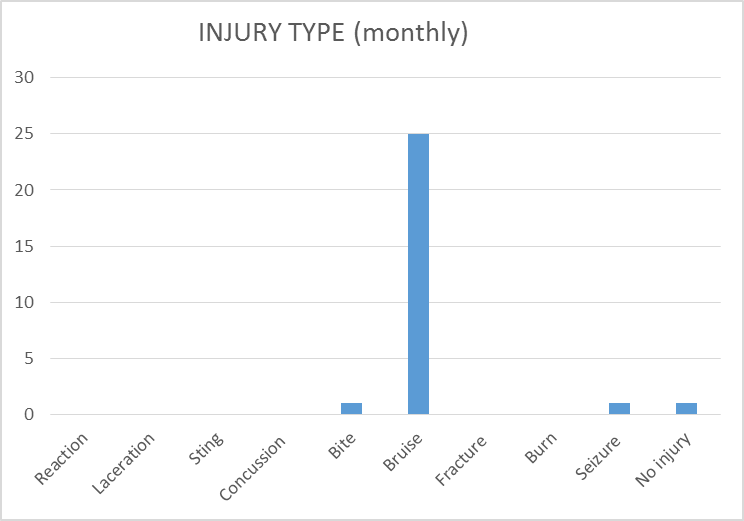 INJURY TYPE (monthly)
30
25
20
15
10
5
0
Reaction
Laceration
Sting
Concussion
Bite
Bruise
Fracture
Burn
Seizure
No injury